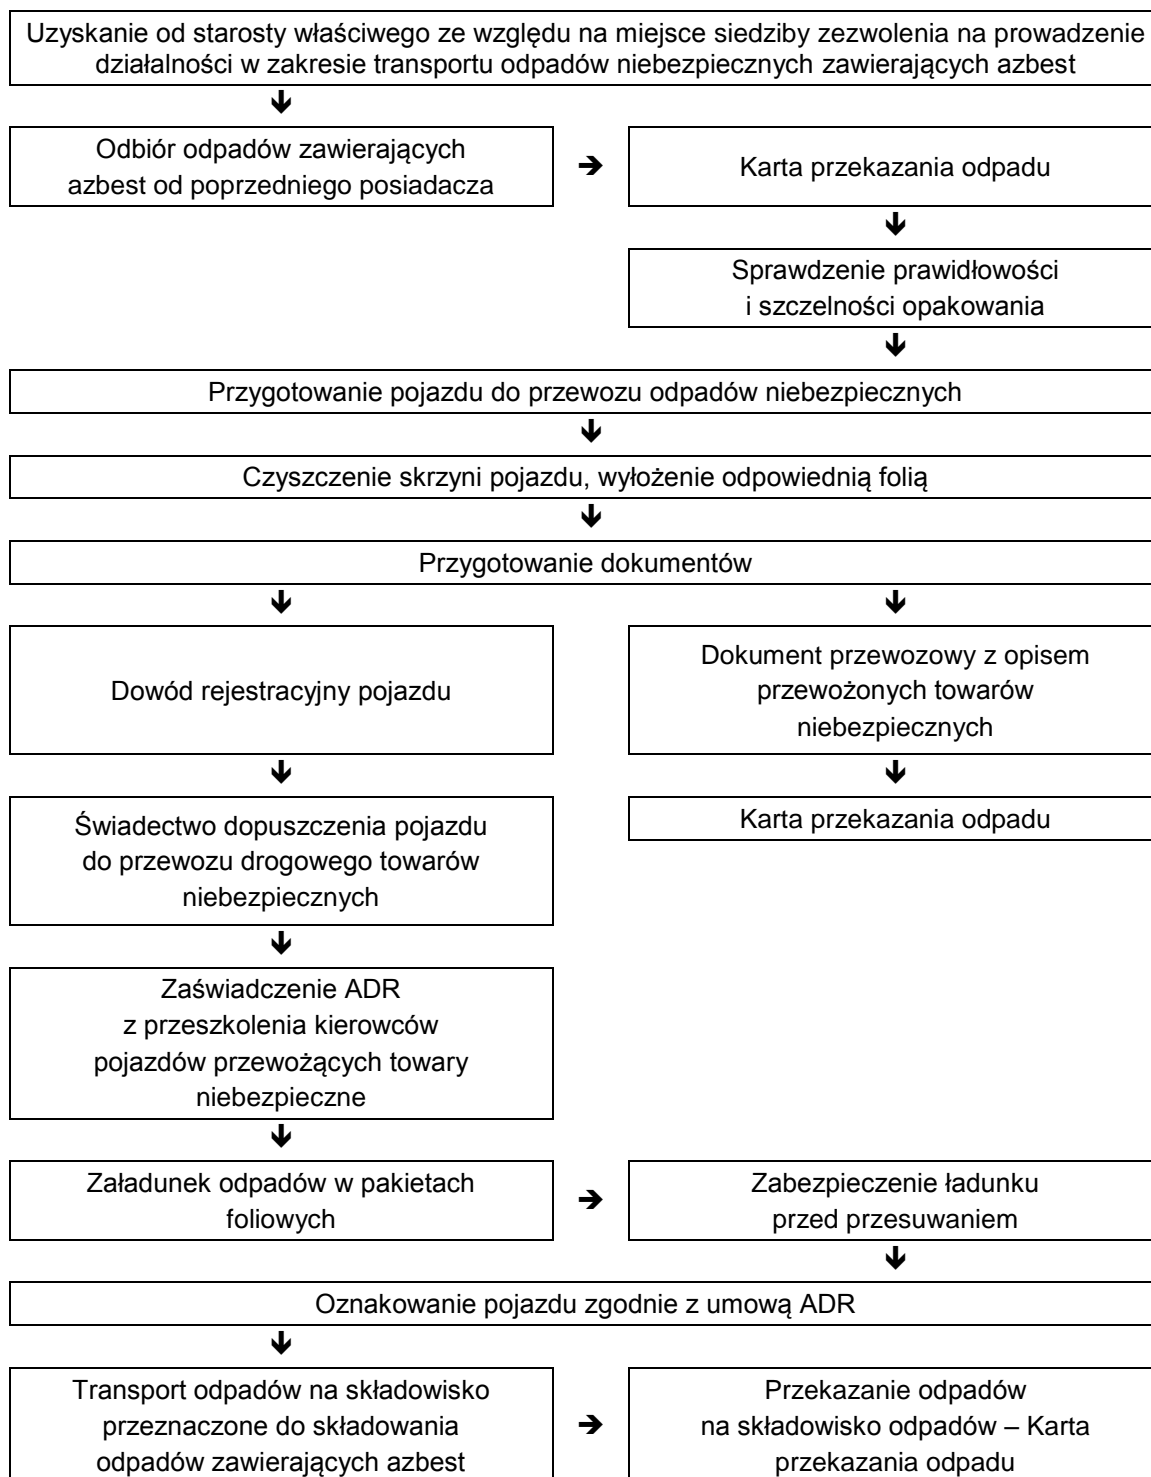 Uzyskanie od starosty właściwego ze względu na miejsce siedziby zezwolenia na prowadzenie
działalności w zakresie transportu odpadów niebezpiecznych zawierających azbest
Odbiór odpadów zawierających
azbest od poprzedniego posiadacza
Karta przekazania odpadu
Sprawdzenie prawidłowości
i szczelności opakowania
Przygotowanie pojazdu do przewozu odpadów niebezpiecznych
Czyszczenie skrzyni pojazdu, wyłożenie odpowiednią folią
Przygotowanie dokumentów
Dowód rejestracyjny pojazdu
Dokument przewozowy z opisem
przewożonych towarów
niebezpiecznych
Świadectwo dopuszczenia pojazdu
do przewozu drogowego towarów
niebezpiecznych
Karta przekazania odpadu
Zaświadczenie ADR
z przeszkolenia kierowców
pojazdów przewożących towary
niebezpieczne
Załadunek odpadów w pakietach
foliowych
Zabezpieczenie ładunku
przed przesuwaniem
Oznakowanie pojazdu zgodnie z umową ADR
Transport odpadów na składowisko
przeznaczone do składowania
odpadów zawierających azbest
Przekazanie odpadów
na składowisko odpadów – Karta
przekazania odpadu